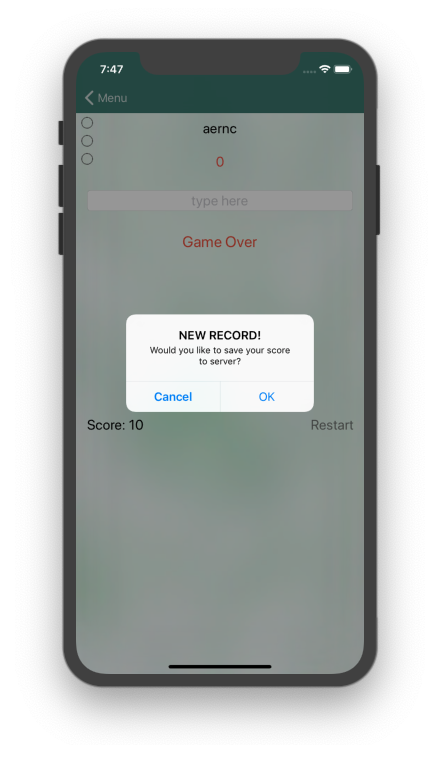 7:47
Menu
aernc
0
type here
Game Over
NEW RECORD!
Would you like to save your score
to server?
Cancel OK
Score: 10 Restart